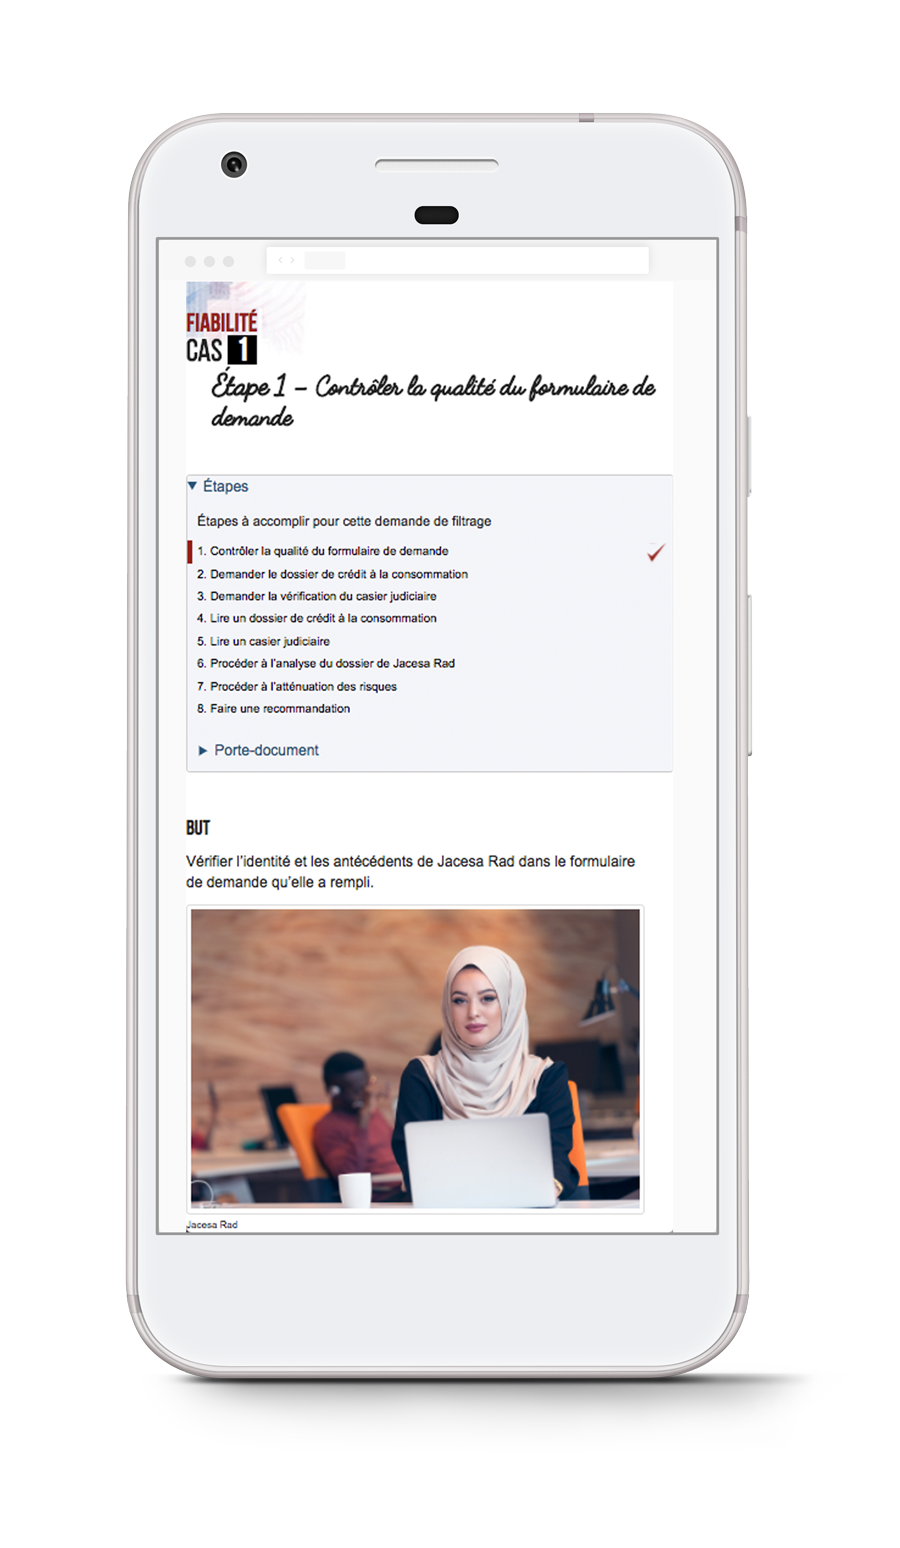 FIABILITÉ
CAS 1
Étape 1 – Contrôler la qualité du formulaire de
demande
▼ Étapes
Étapes à accomplir pour cette demande de filtrage
1. Contrôler la qualité du formulaire de demande
2. Demander le dossier de crédit à la consommation
3. Demander la vérification du casier judiciaire
4. Lire un dossier de crédit à la consommation
5. Lire un casier judiciaire
6. Procéder à l'analyse du dossier de Jacesa Rad
7. Procéder à l'atténuation des risques
8. Faire une recommandation
► Porte-document
BUT
Vérifier l'identité et les antécédents de Jacesa Rad dans le formulaire
de demande qu'elle a rempli.
Jacesa Rad